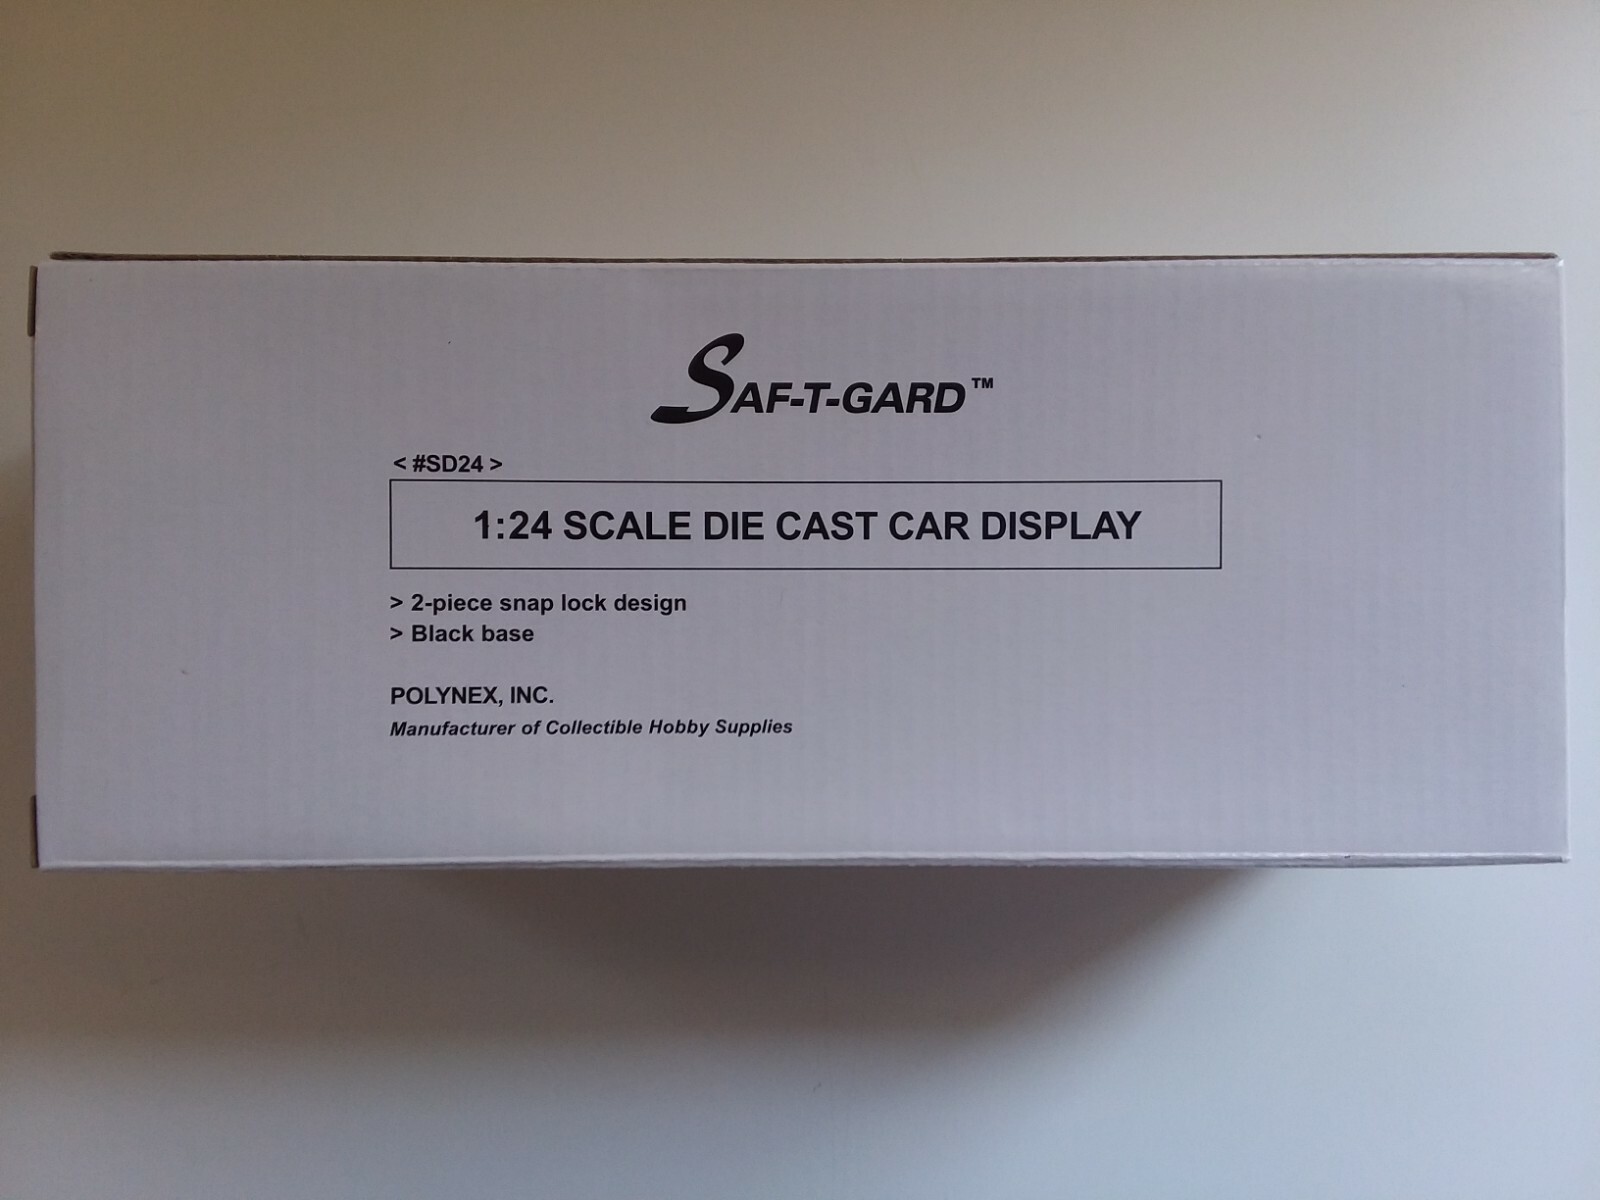 SAF-T-GARD™
< #SD24 >
1:24 SCALE DIE CAST CAR DISPLAY
> 2-piece snap lock design
> Black base
POLYNEX, INC.
Manufacturer of Collectible Hobby Supplies